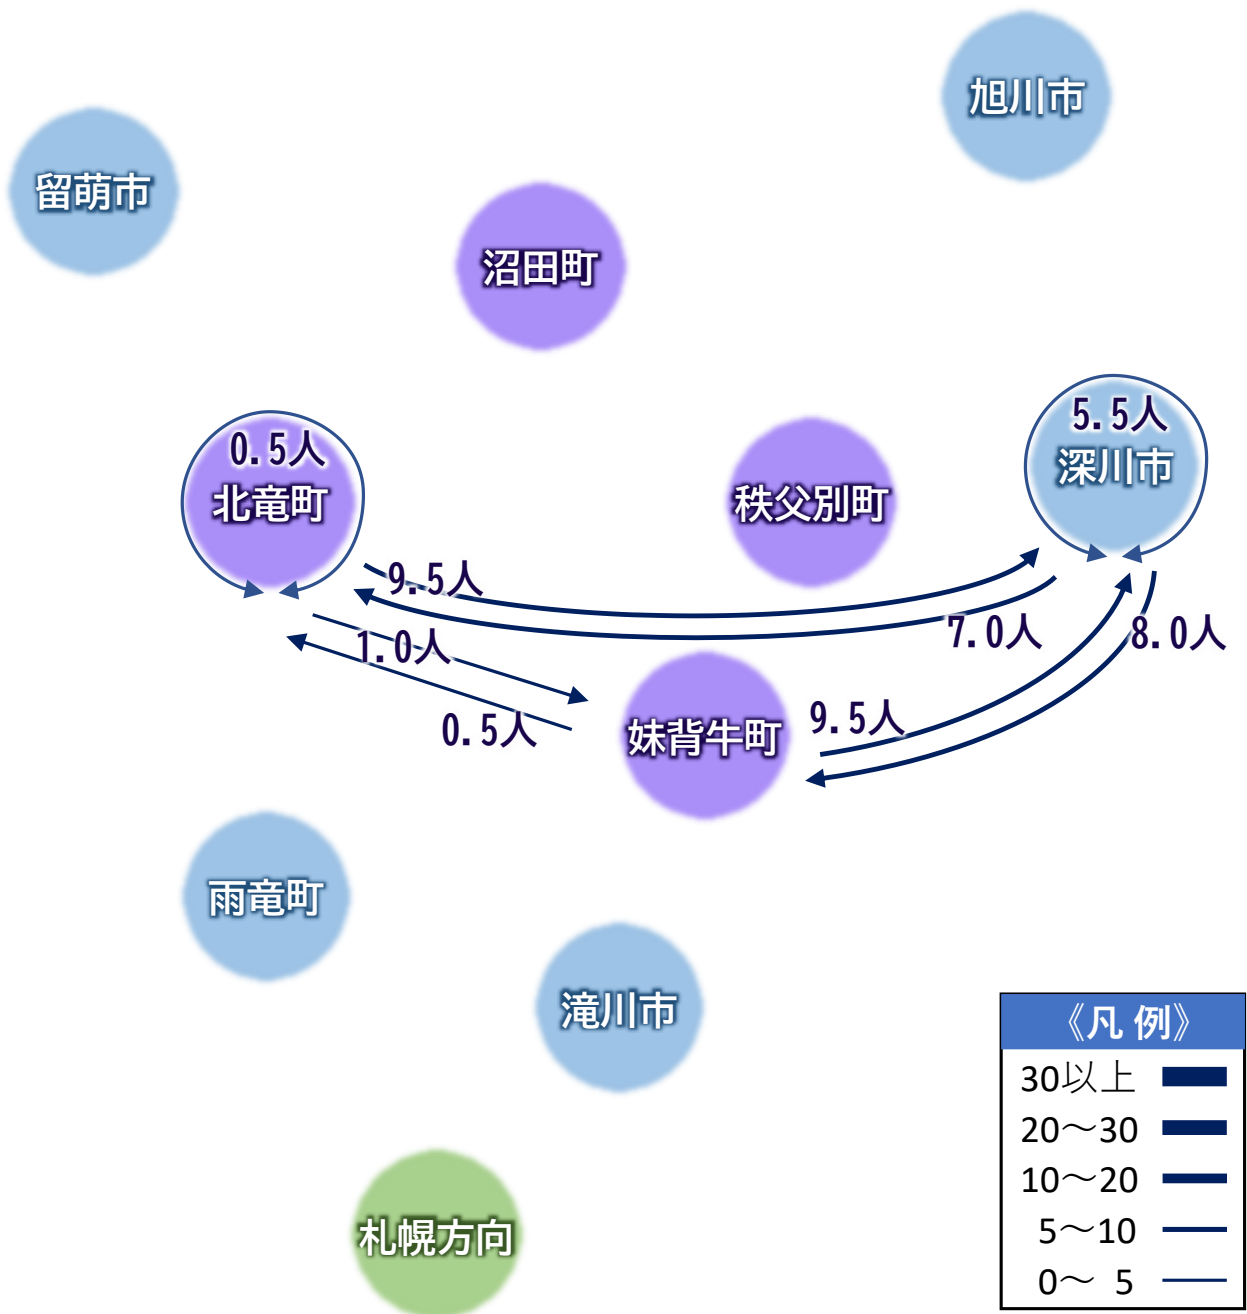 旭川市
留萌市
沼田町
5.5人
深川市
0.5人
北竜町
秩父別町
9.5人
7.0人
8.0人
1.0人
0.5人
妹背牛町
9.5人
雨竜町
滝川市
札幌方向
《凡 例》
30以上
20～30
10～20
5～10
0～ 5